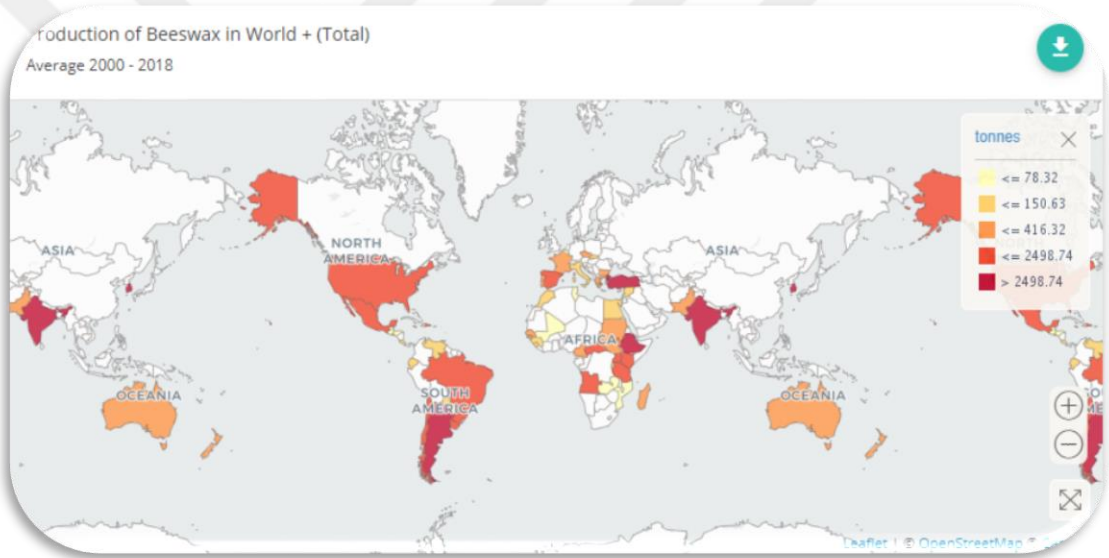 roduction of Beeswax in World + (Total)
Average 2000 - 2018
tonnes
<= 78.32
<= 150.63
<= 416.32
<= 2498.74
> 2498.74
ASIA
NORTH
AMERICA
ASIA
AFRICA
OCEANIA
SOUTH
AMERICA
OCEANIA
Leaflet | © OpenStreetMap ©